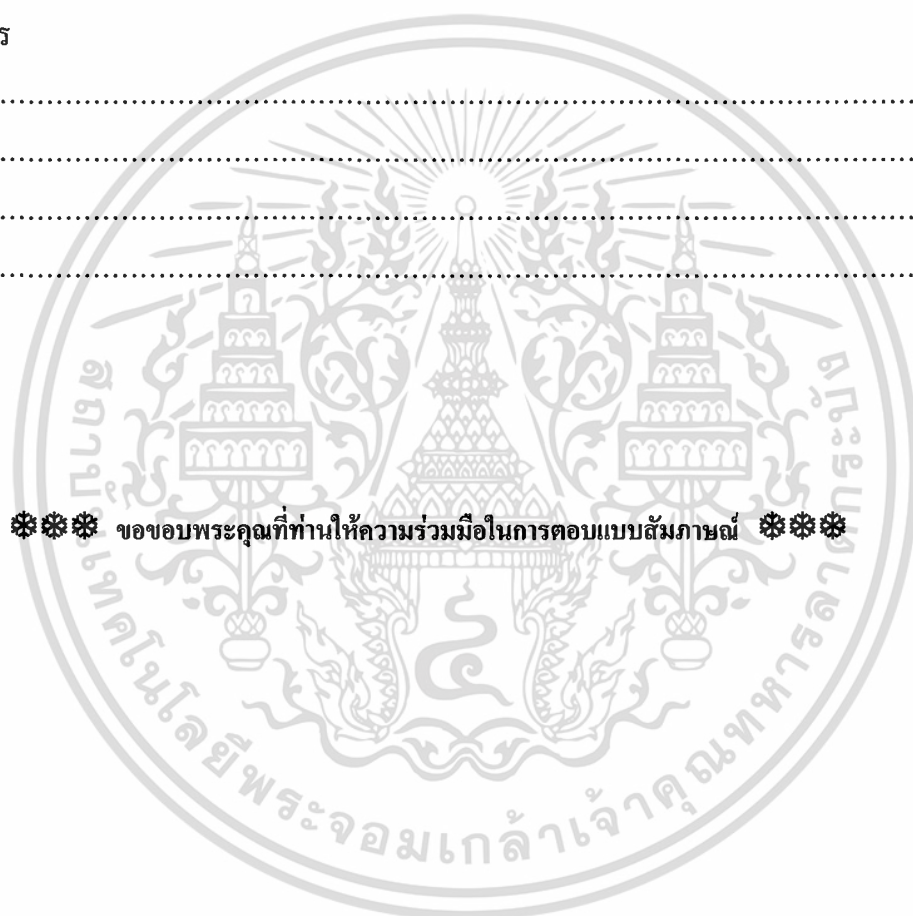 ร
................................................................................
................................................................................
................................................................................
................................................................................
❄❄❄ ขอขอบพระคุณที่ท่านให้ความร่วมมือในการตอบแบบสัมภาษณ์ ❄❄❄
สถาบันเทคโนโลยีพระจอมเกล้าเจ้าคุณทหารลาดกระบัง
๔